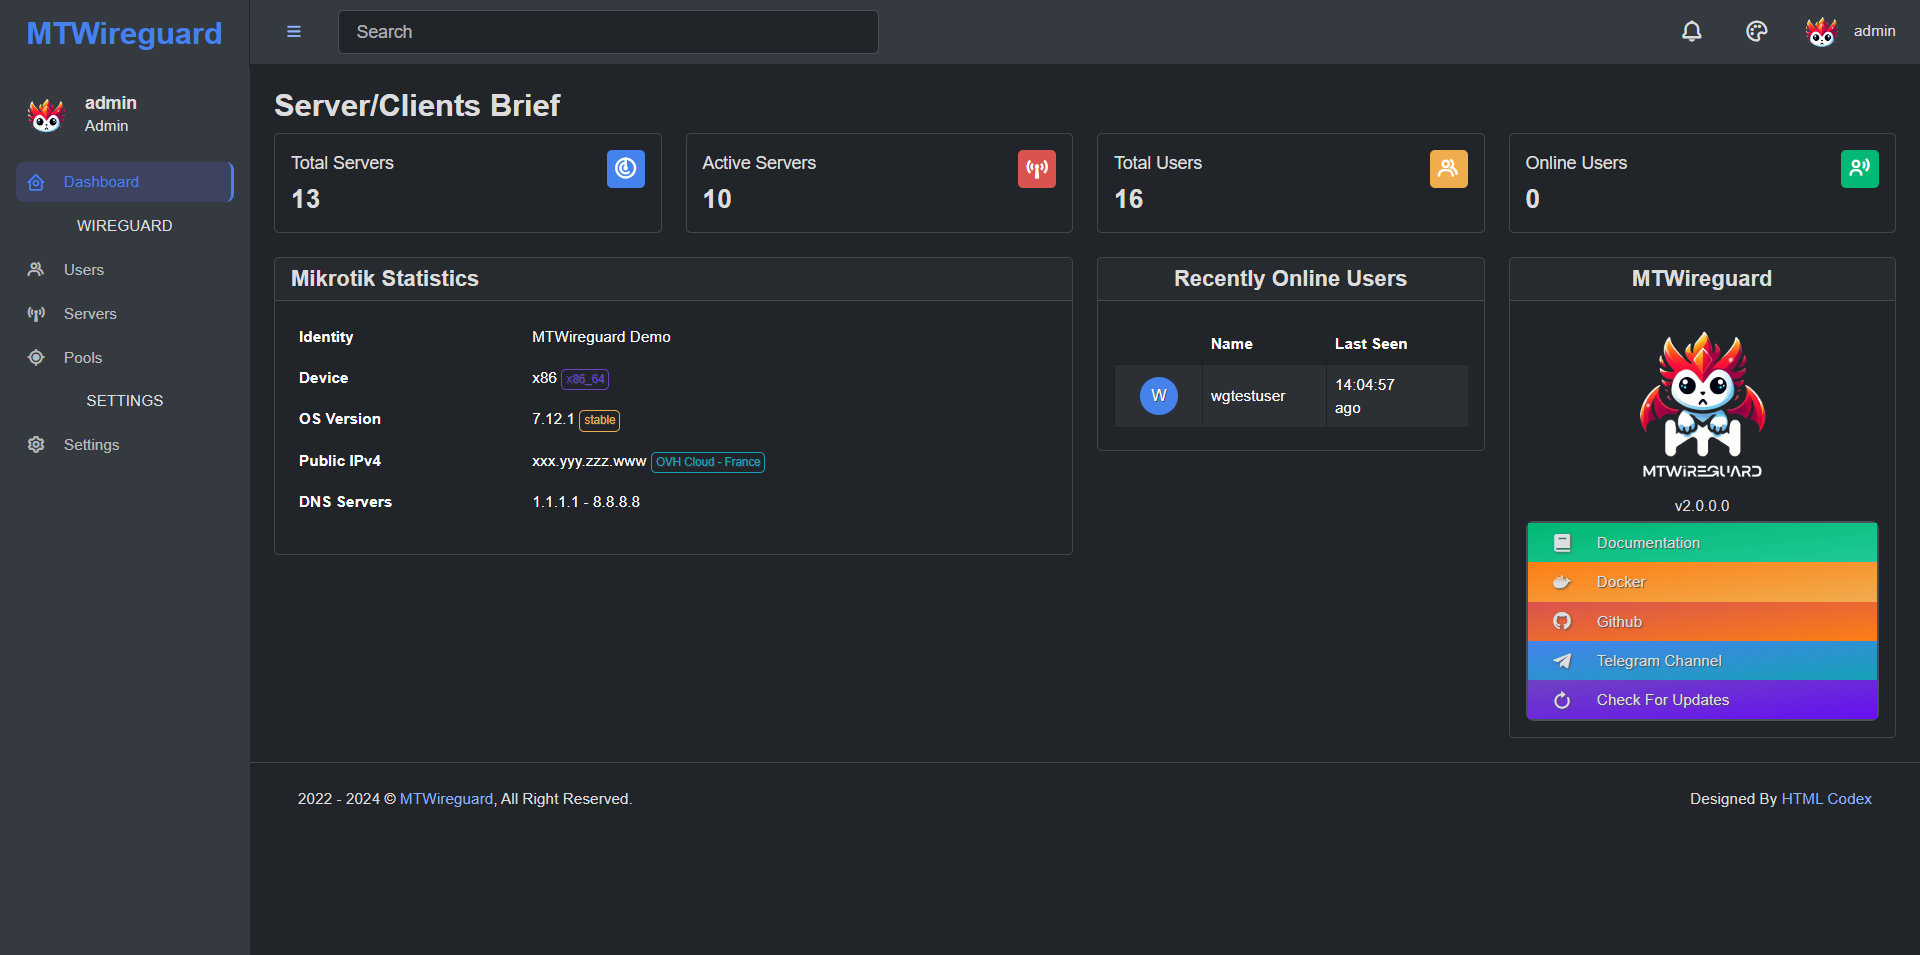 MTWireguard
Search
admin
admin
Admin
Dashboard
WIREGUARD
Users
Servers
Pools
SETTINGS
Settings
Server/Clients Brief
Total Servers
13
Active Servers
10
Total Users
16
Online Users
0
Mikrotik Statistics
Identity MTWireguard Demo
Device x86 x86_64
OS Version 7.12.1 stable
Public IPv4 xxx.yyy.zzz.www OVH Cloud - France
DNS Servers 1.1.1.1 - 8.8.8.8
Recently Online Users
Name Last Seen
W wgtestuser 14:04:57
ago
MTWireguard
MTWIREGUARD
v2.0.0.0
Documentation
Docker
Github
Telegram Channel
Check For Updates
2022 - 2024 © MTWireguard, All Right Reserved.
Designed By HTML Codex